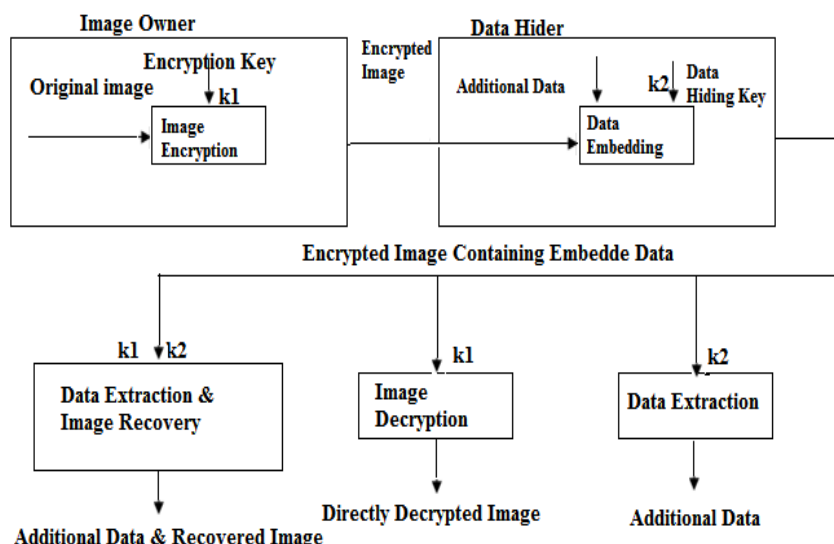 Image Owner
Data Hider
Encryption Key
k1
Original image
Image
Encryption
Encrypted
Image
Additional Data
k2
Data
Hiding Key
Data
Embedding
Encrypted Image Containing Embedde Data
k1 k2
Data Extraction &
Image Recovery
k1
Image
Decryption
k2
Data Extraction
Additional Data & Recovered Image
Directly Decrypted Image
Additional Data